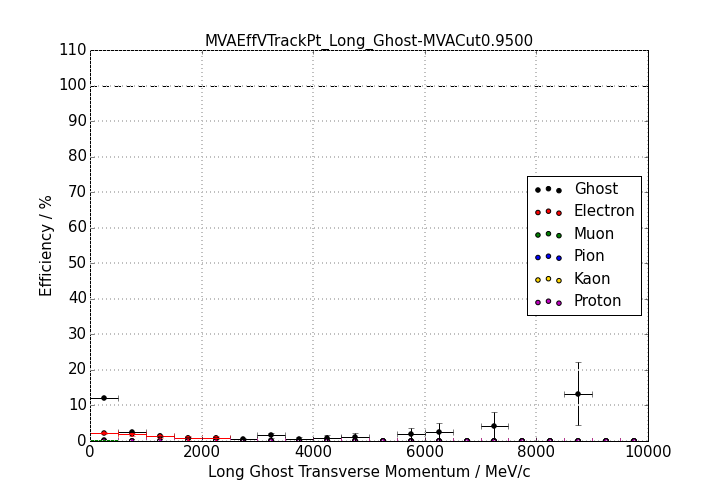 MVAEffVTrackPt_Long_Ghost-MVACut0.9500
110
100
90
80
70
60
50
40
30
20
10
0
Efficiency / %
Ghost
Electron
Muon
Pion
Kaon
Proton
0 2000 4000 6000 8000 10000
Long Ghost Transverse Momentum / MeV/c